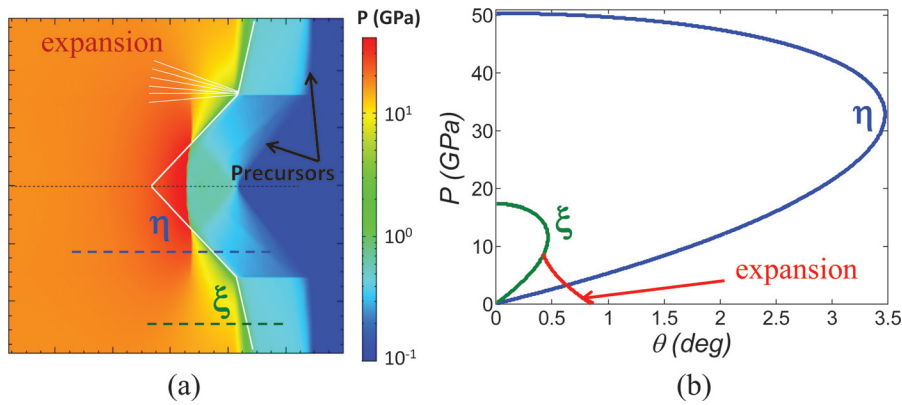 P (GPa)
expansion
10¹
Precursors
η
10⁰
ξ
10⁻¹
(a)
50
40
30
20
10
0
P (GPa)
η
ξ
expansion
0 0.5 1 1.5 2 2.5 3 3.5
θ (deg)
(b)